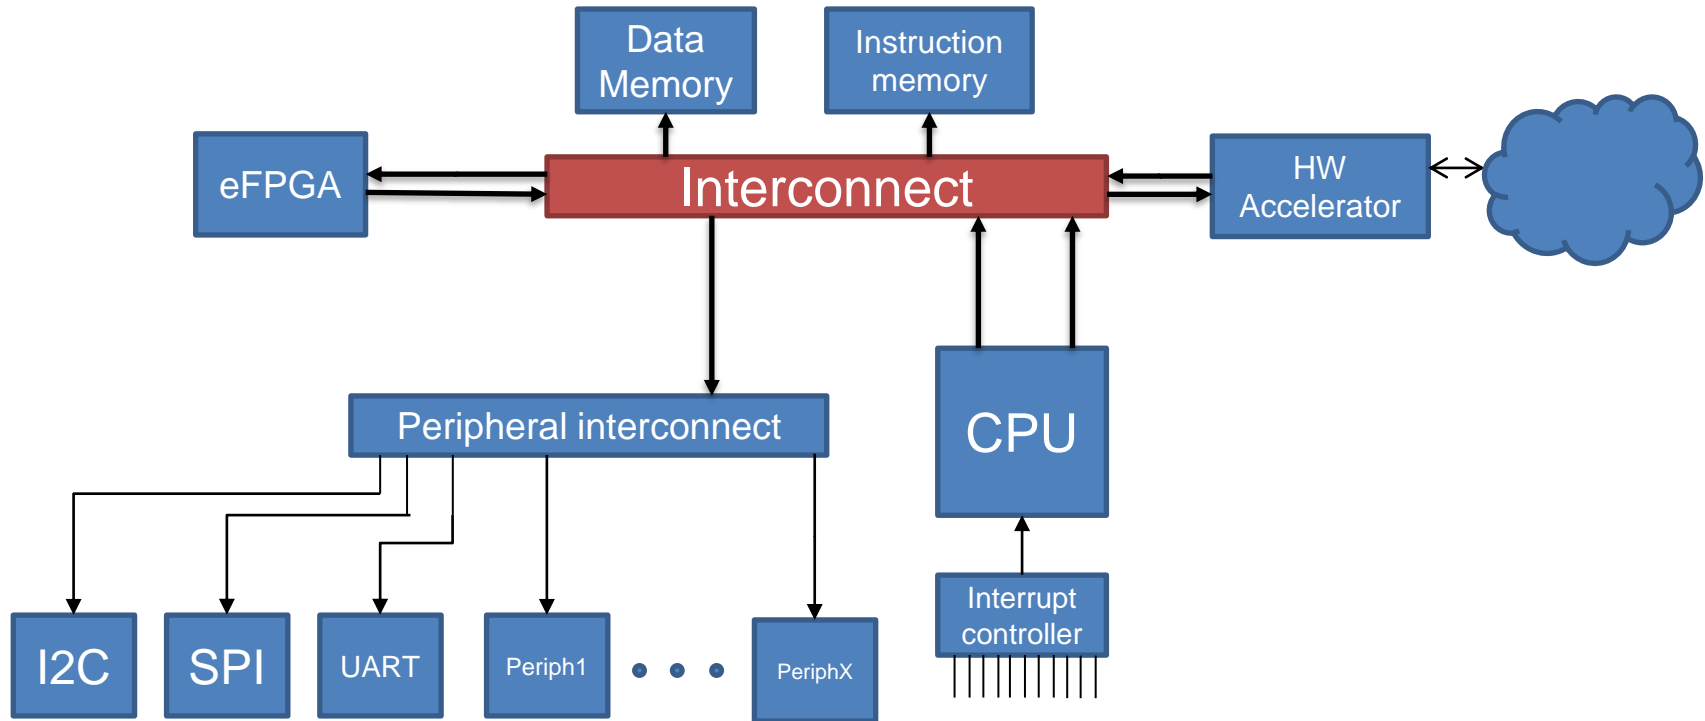 Data
Memory
Instruction
memory
eFPGA
Interconnect
HW
Accelerator
Peripheral interconnect
CPU
Interrupt
controller
I2C
SPI
UART
Periph1
PeriphX